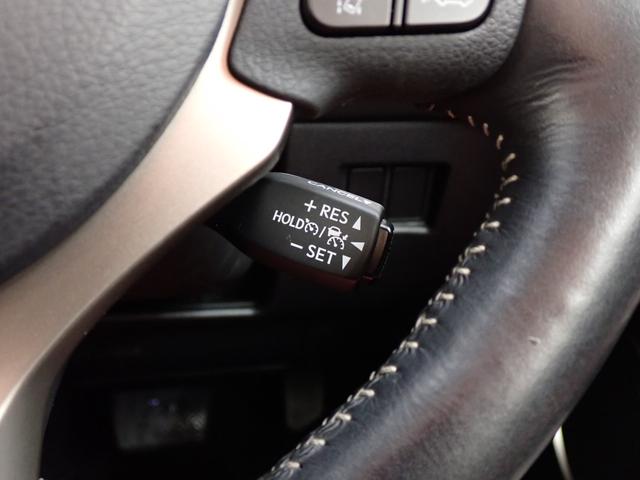 CANCEL
+ RES ▲
HOLD / ◀
− SET ▼